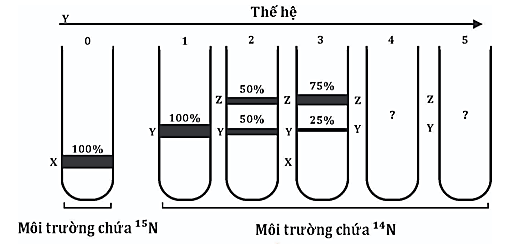 Thế hệ
Y
0 1 2 3 4 5
50% 75%
Z Z Z Z
100% 50% 25% ? ?
Y Y Y Y Y
100%
X X
Môi trường chứa ¹⁵N Môi trường chứa ¹⁴N